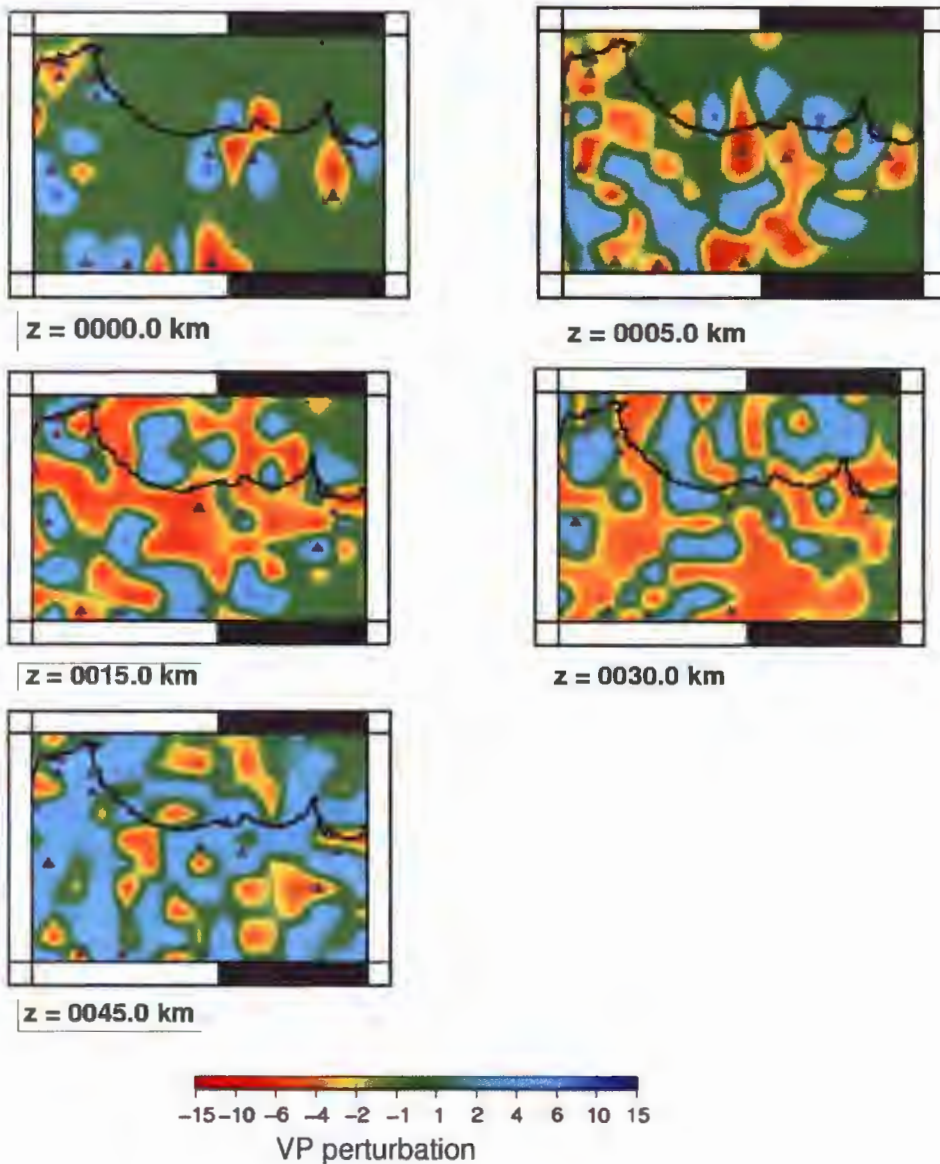 z = 0000.0 km
z = 0005.0 km
z = 0015.0 km
z = 0030.0 km
z = 0045.0 km
−15 −10 −6 −4 −2 −1 1 2 4 6 10 15
VP perturbation